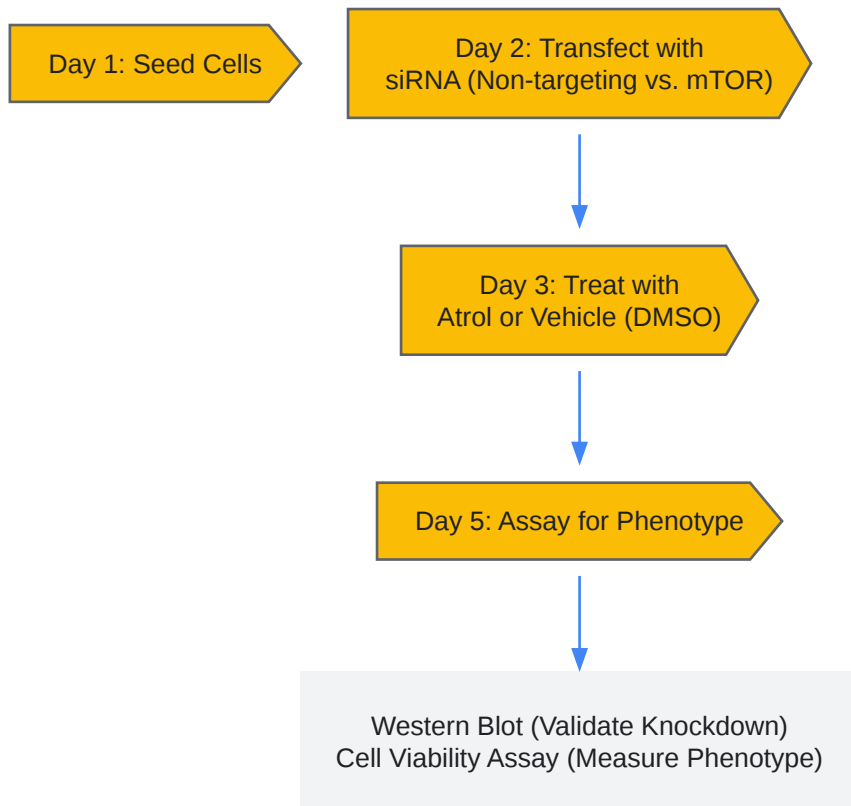 Day 1: Seed Cells
Day 2: Transfect with
siRNA (Non-targeting vs. mTOR)
Day 3: Treat with
Atrol or Vehicle (DMSO)
Day 5: Assay for Phenotype
Western Blot (Validate Knockdown)
Cell Viability Assay (Measure Phenotype)